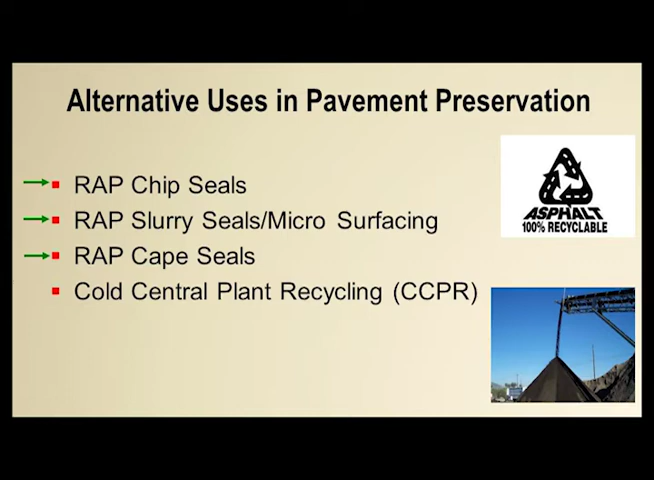 Alternative Uses in Pavement Preservation
RAP Chip Seals
RAP Slurry Seals/Micro Surfacing
RAP Cape Seals
Cold Central Plant Recycling (CCPR)
ASPHALT
100% RECYCLABLE